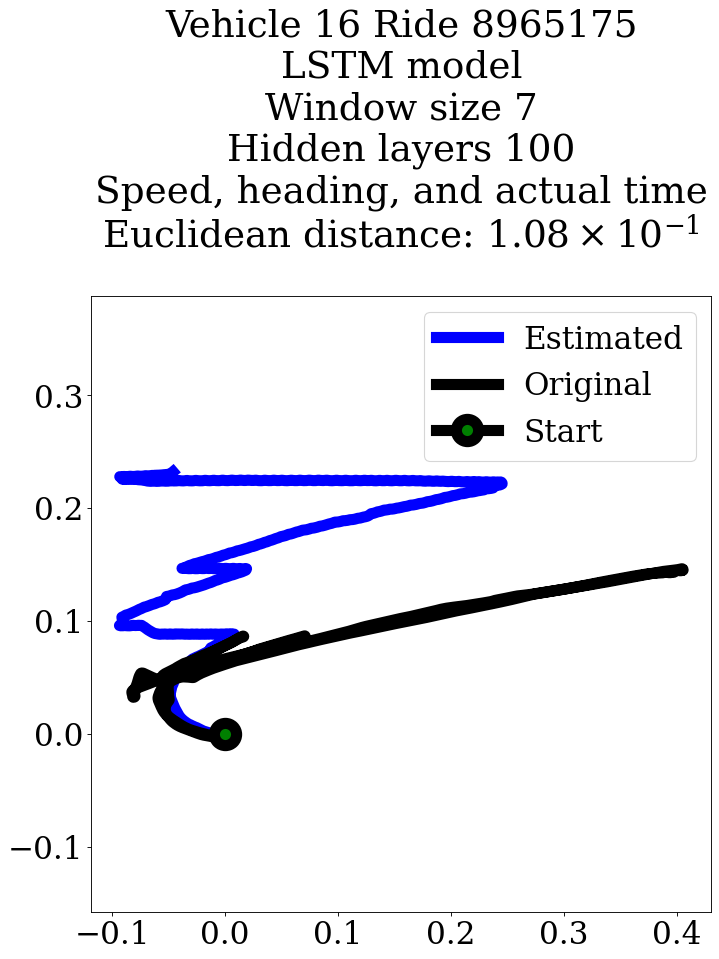 Vehicle 16 Ride 8965175
LSTM model
Window size 7
Hidden layers 100
Speed, heading, and actual time
Euclidean distance: 1.08 × 10⁻¹
Estimated
Original
Start
0.3
0.2
0.1
0.0
−0.1
−0.1 0.0 0.1 0.2 0.3 0.4